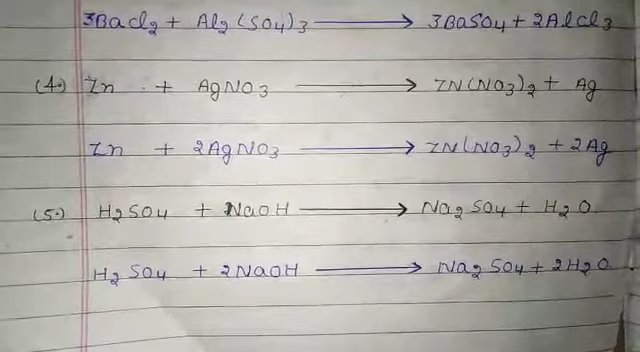 3BaCl2 + Al2(SO4)3 → 3BaSO4 + 2AlCl3
(4.) Zn + AgNO3 → ZN(NO3)2 + Ag
Zn + 2AgNO3 → ZN(NO3)2 + 2Ag
(5.) H2SO4 + NaOH → Na2SO4 + H2O
H2SO4 + 2NaOH → Na2SO4 + 2H2O